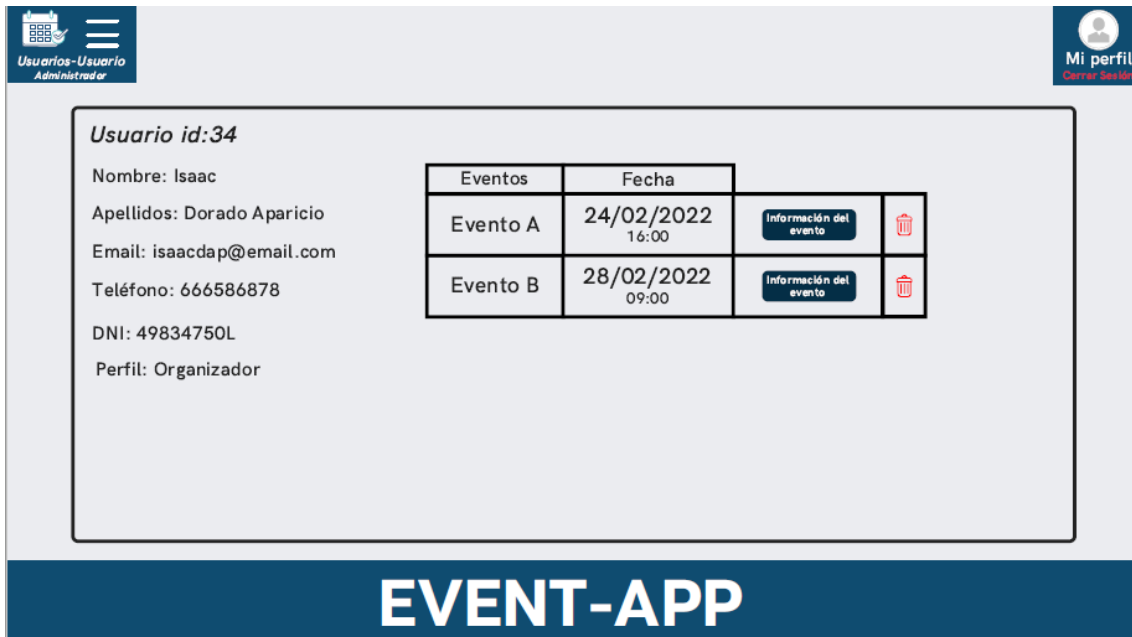 Usuarios-Usuario
Administrador
Mi perfil
Cerrar Sesión
Usuario id:34
Nombre: Isaac
Apellidos: Dorado Aparicio
Email: isaacdap@email.com
Teléfono: 666586878
DNI: 49834750L
Perfil: Organizador
Eventos Fecha
Evento A 24/02/2022
16:00
Información del
evento
Evento B 28/02/2022
09:00
Información del
evento
EVENT-APP